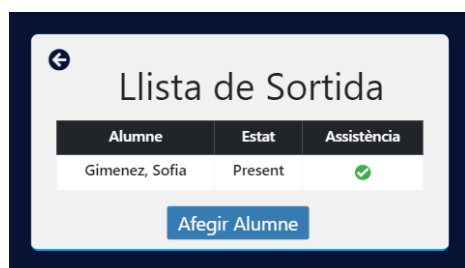 Llista de Sortida
Alumne Estat Assistència
Gimenez, Sofia Present
Afegir Alumne